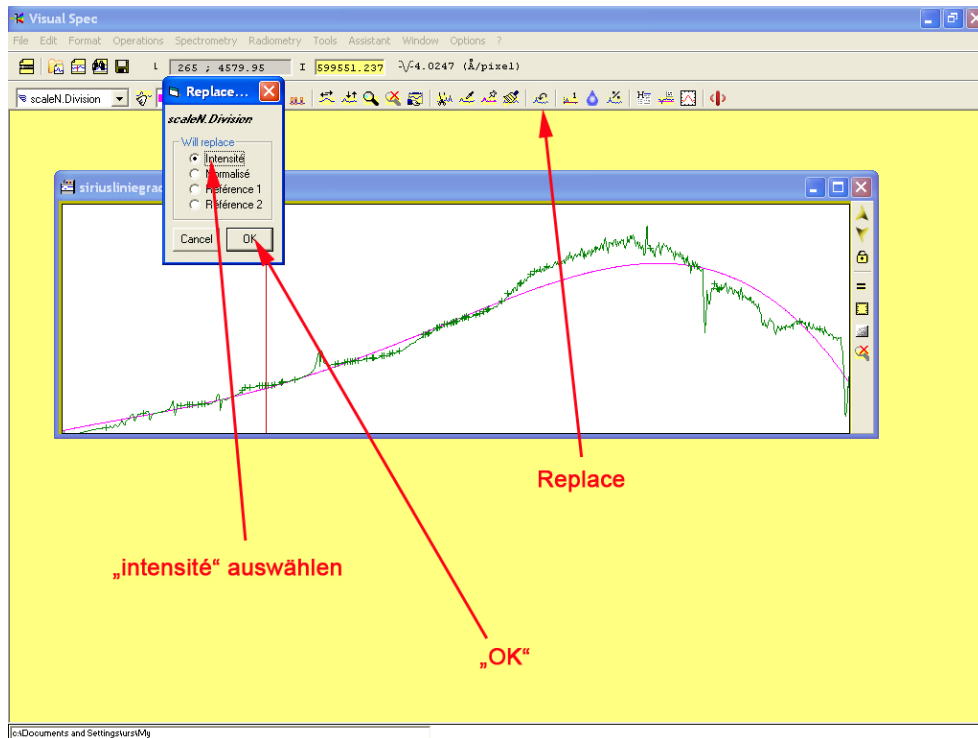 Visual Spec
File Edit Format Operations Spectrometry Radiometry Tools Assistant Window Options ?
L 265 ; 4579.95 I 599551.237 4.0247 (Å/pixel)
scaleN.Division
Replace...
scaleN.Division
Will replace
Intensité
Normalisé
Référence 1
Référence 2
Cancel OK
siriusliniegrad
Replace
„intensité“ auswählen
„OK“
c:\Documents and Settings\urs\My